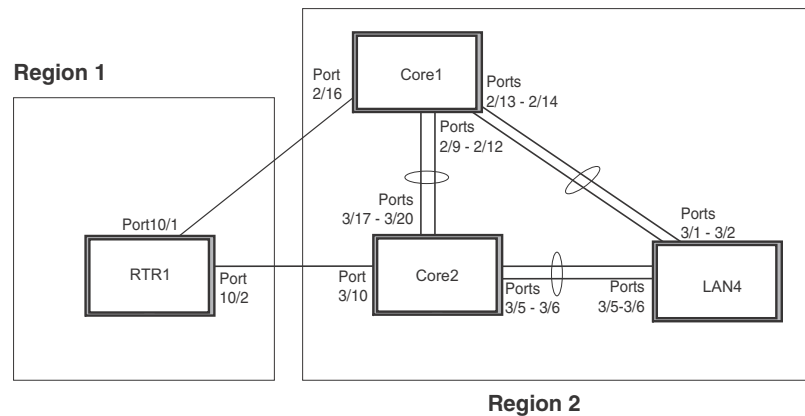 Region 1
Port
2/16
Core1
Ports
2/13 - 2/14
Ports
2/9 - 2/12
Ports
3/17 - 3/20
Port10/1
RTR1
Port
10/2
Port
3/10
Core2
Ports
3/5 - 3/6
Ports
3/1 - 3/2
Ports
3/5-3/6
LAN4
Region 2